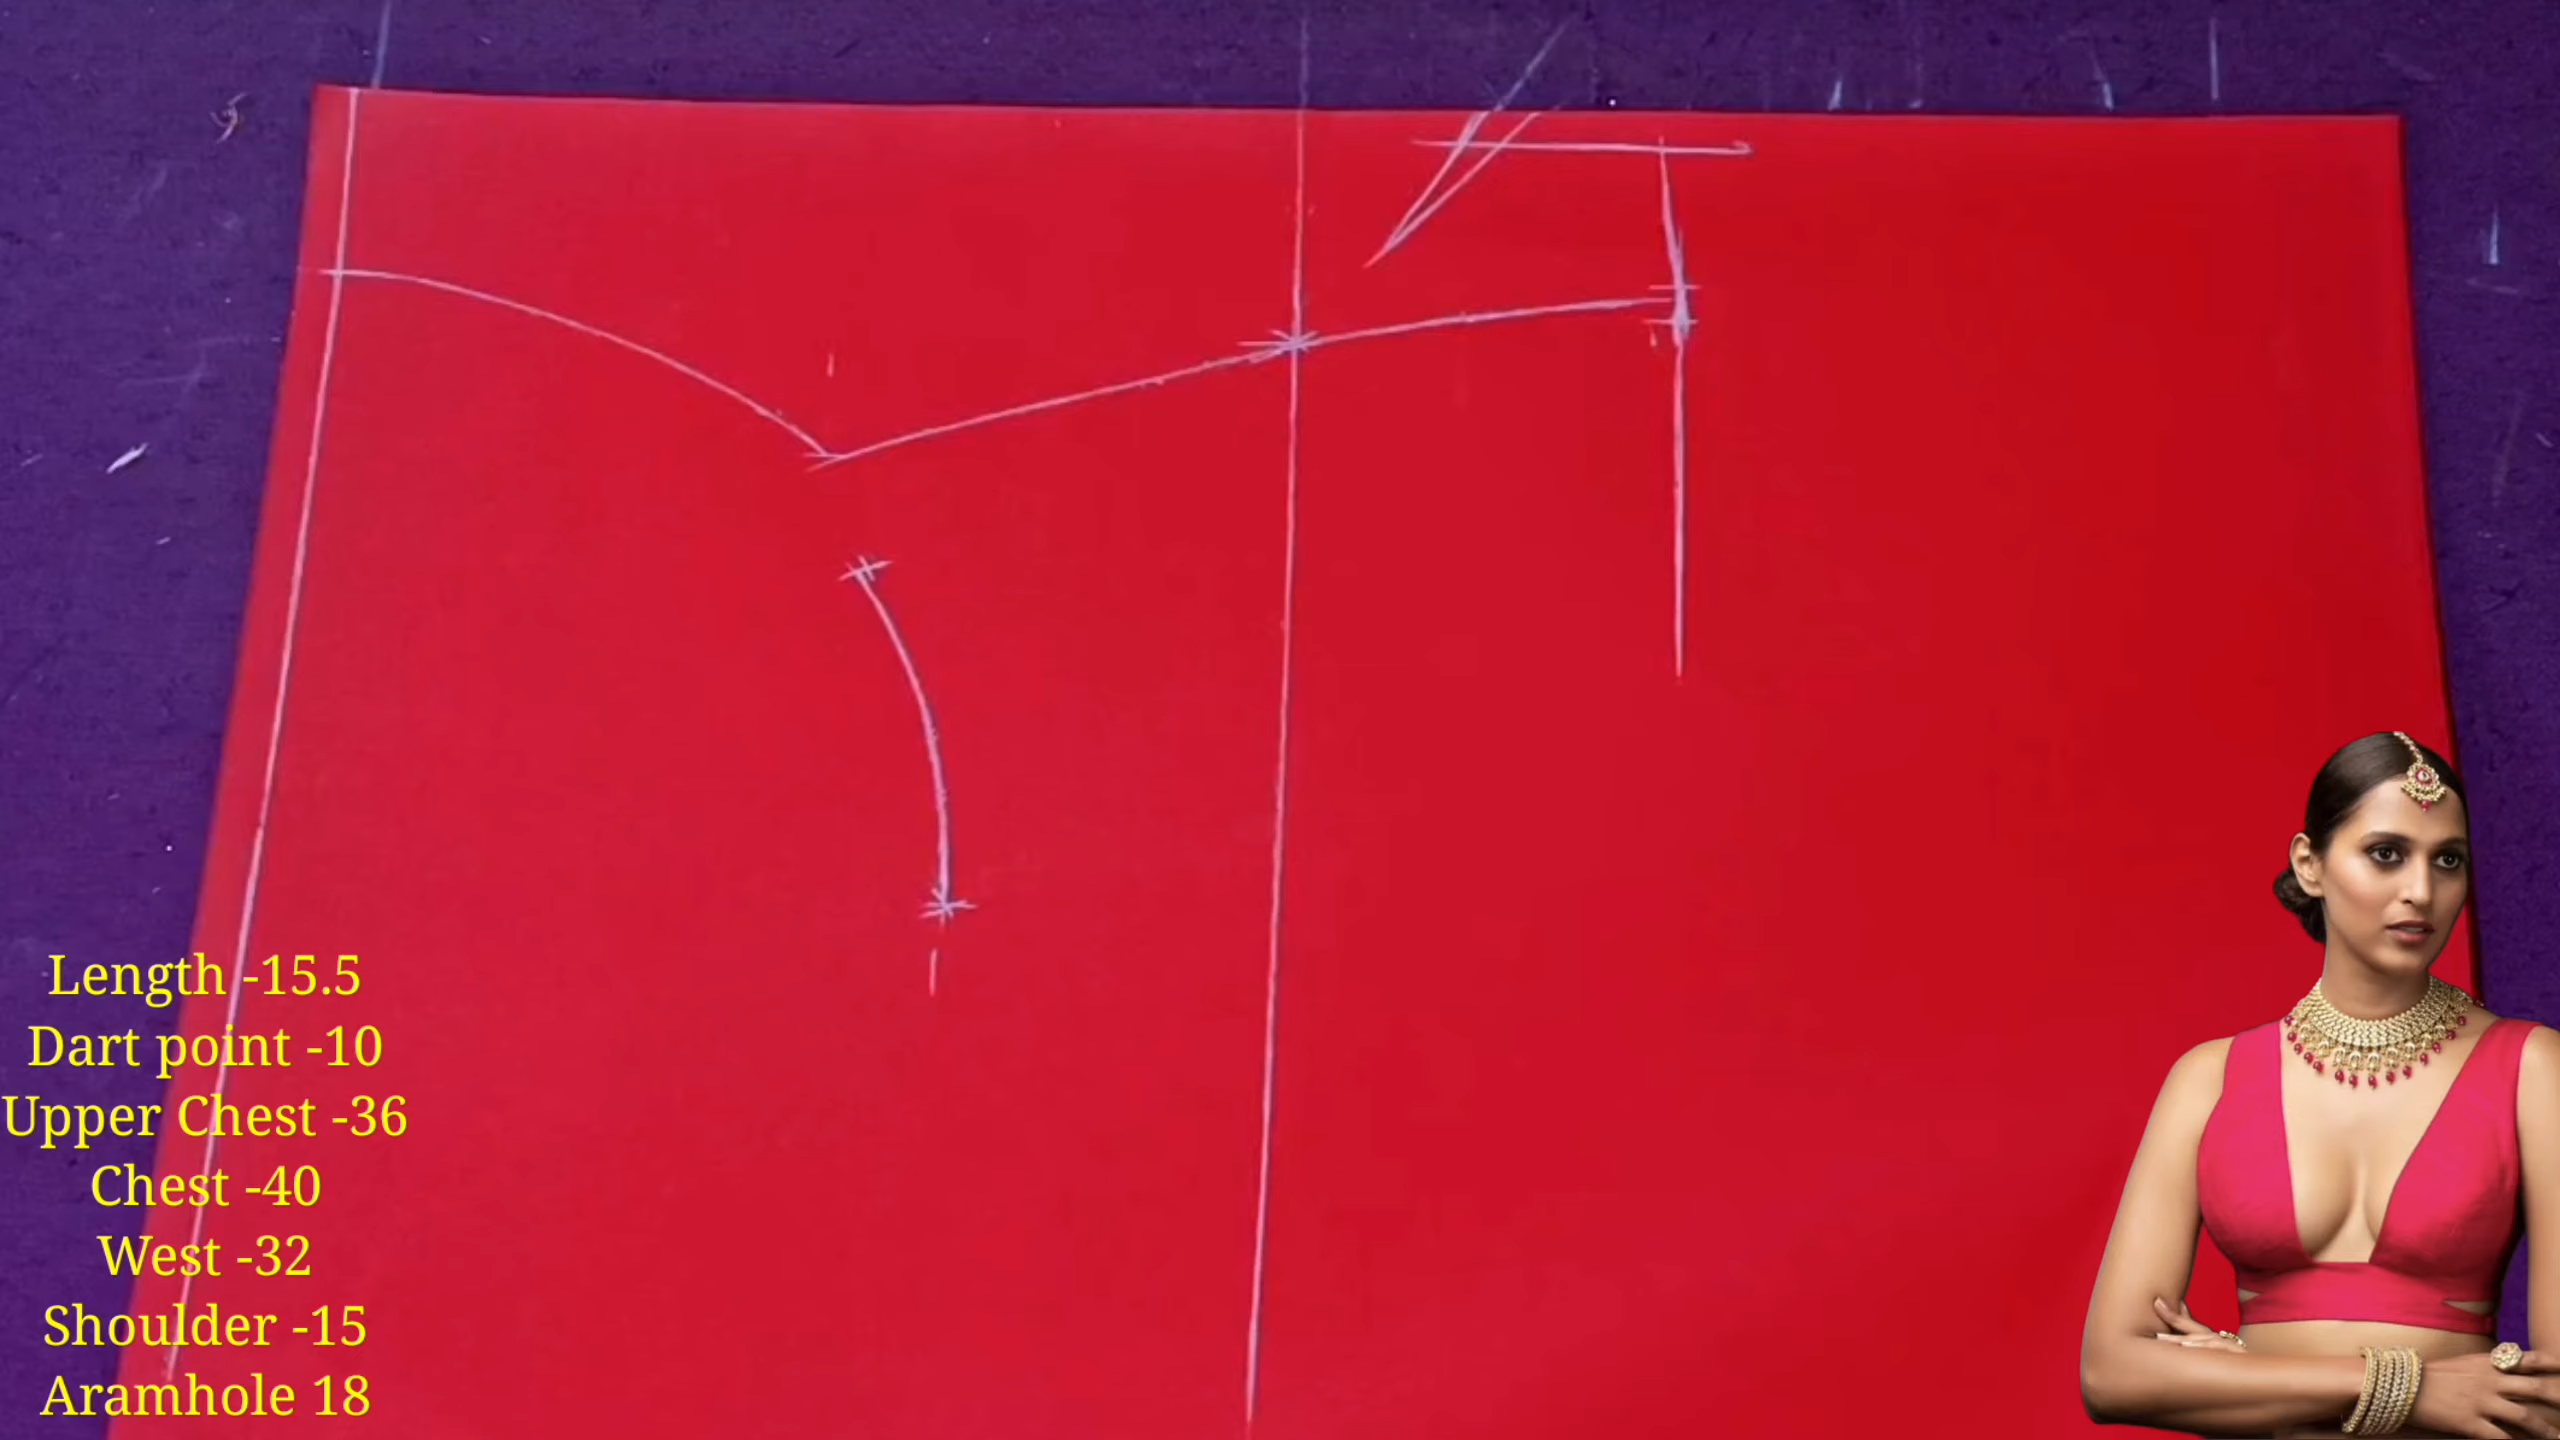 Length -15.5
Dart point -10
Upper Chest -36
Chest -40
West -32
Shoulder -15
Aramhole 18